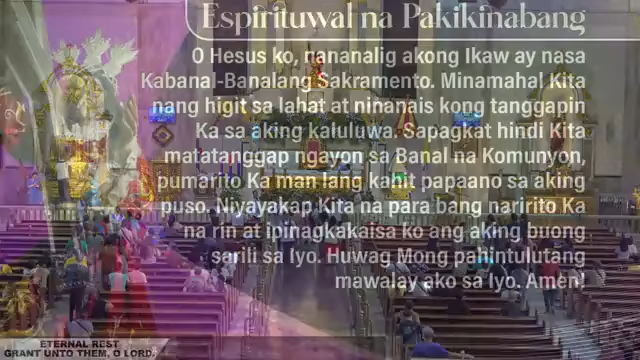 Espirituwal na Pakikinabang
O Hesus ko, nananalig akong Ikaw ay nasa
Kabanal-Banalang Sakramento. Minamahal Kita
nang higit sa lahat at ninanais kong tanggapin
Ka sa aking kaluluwa. Sapagkat hindi Kita
matatanggap ngayon sa Banal na Komunyon,
pumarito Ka man lang kahit papaano sa aking
puso. Niyayakap Kita na para bang naririto Ka
na rin at ipinagkakaisa ko ang aking buong
sarili sa Iyo. Huwag Mong pahintulutang
mawalay ako sa Iyo. Amen!
ETERNAL REST
GRANT UNTO THEM, O LORD.